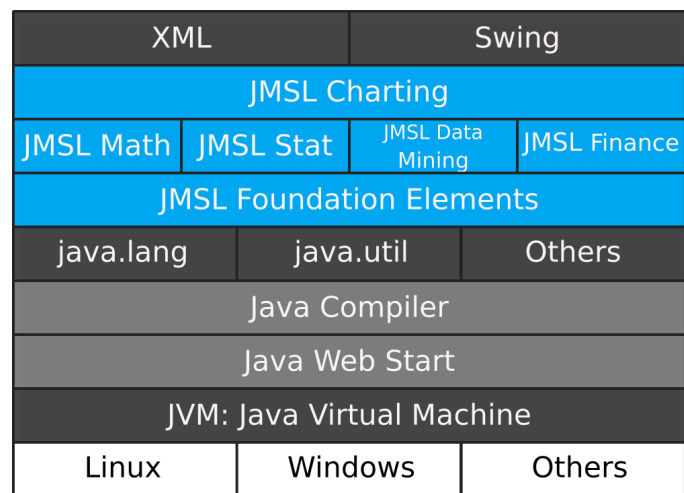 XML
Swing
JMSL Charting
JMSL Math
JMSL Stat
JMSL Data
Mining
JMSL Finance
JMSL Foundation Elements
java.lang
java.util
Others
Java Compiler
Java Web Start
JVM: Java Virtual Machine
Linux
Windows
Others